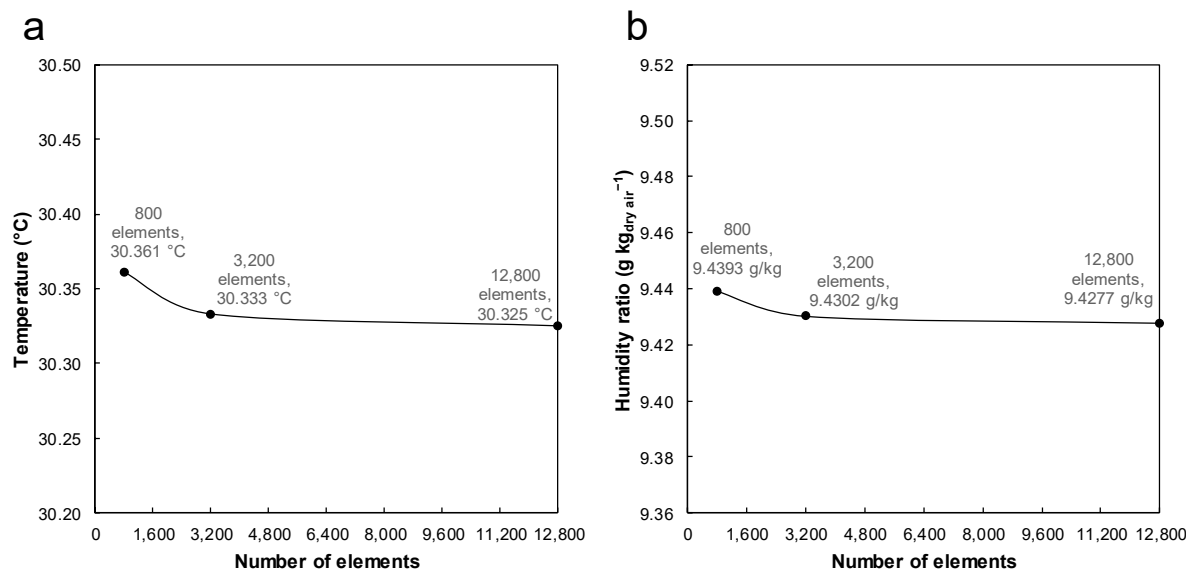 a
30.50
30.45
30.40
30.35
30.30
30.25
30.20
Temperature (°C)
800
elements,
30.361 °C
3,200
elements,
30.333 °C
12,800
elements,
30.325 °C
0
1,600
3,200
4,800
6,400
8,000
9,600
11,200
12,800
Number of elements
b
9.52
9.50
9.48
9.46
9.44
9.42
9.40
9.38
9.36
Humidity ratio (g kg dry air −1)
800
elements,
9.4393 g/kg
3,200
elements,
9.4302 g/kg
12,800
elements,
9.4277 g/kg
0
1,600
3,200
4,800
6,400
8,000
9,600
11,200
12,800
Number of elements